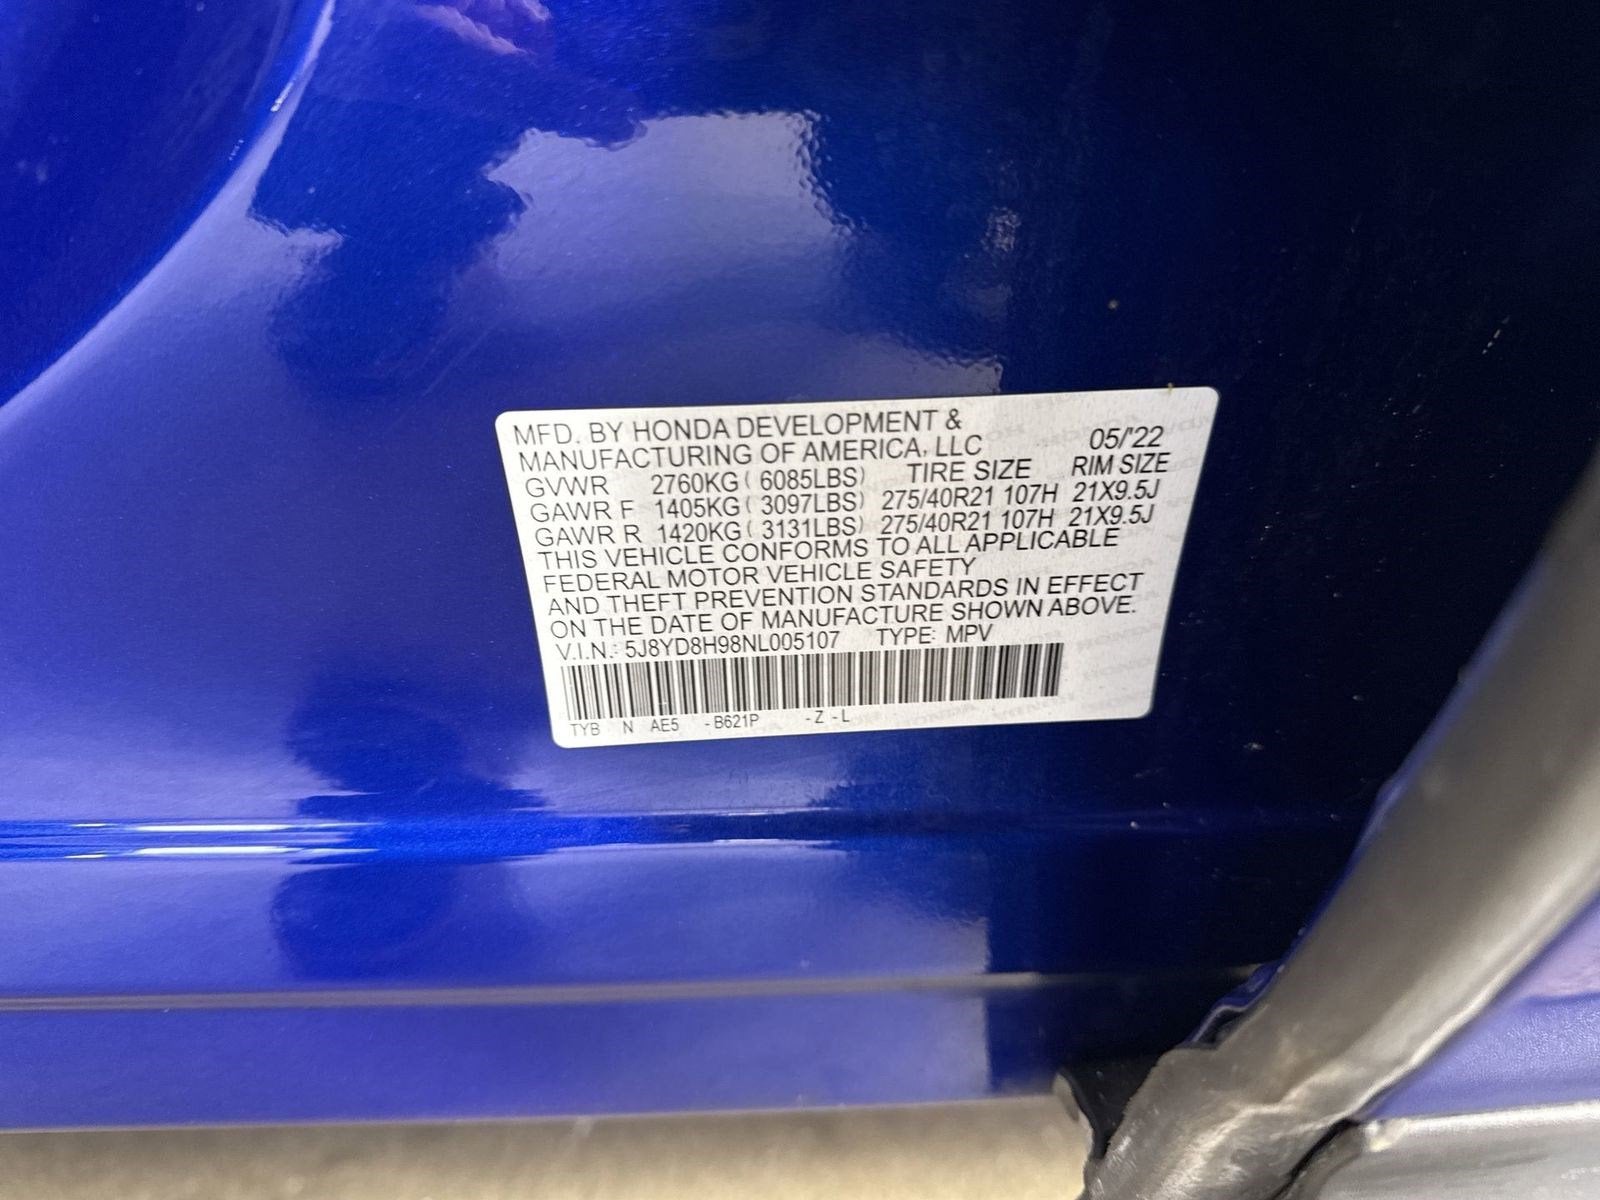 MFD. BY HONDA DEVELOPMENT &
MANUFACTURING OF AMERICA, LLC 05/'22
GVWR 2760KG ( 6085LBS) TIRE SIZE RIM SIZE
GAWR F 1405KG ( 3097LBS) 275/40R21 107H 21X9.5J
GAWR R 1420KG ( 3131LBS) 275/40R21 107H 21X9.5J
THIS VEHICLE CONFORMS TO ALL APPLICABLE
FEDERAL MOTOR VEHICLE SAFETY
AND THEFT PREVENTION STANDARDS IN EFFECT
ON THE DATE OF MANUFACTURE SHOWN ABOVE.
V.I.N.: 5J8YD8H98NL005107 TYPE: MPV
TYB N AE5 -B621P -Z -L